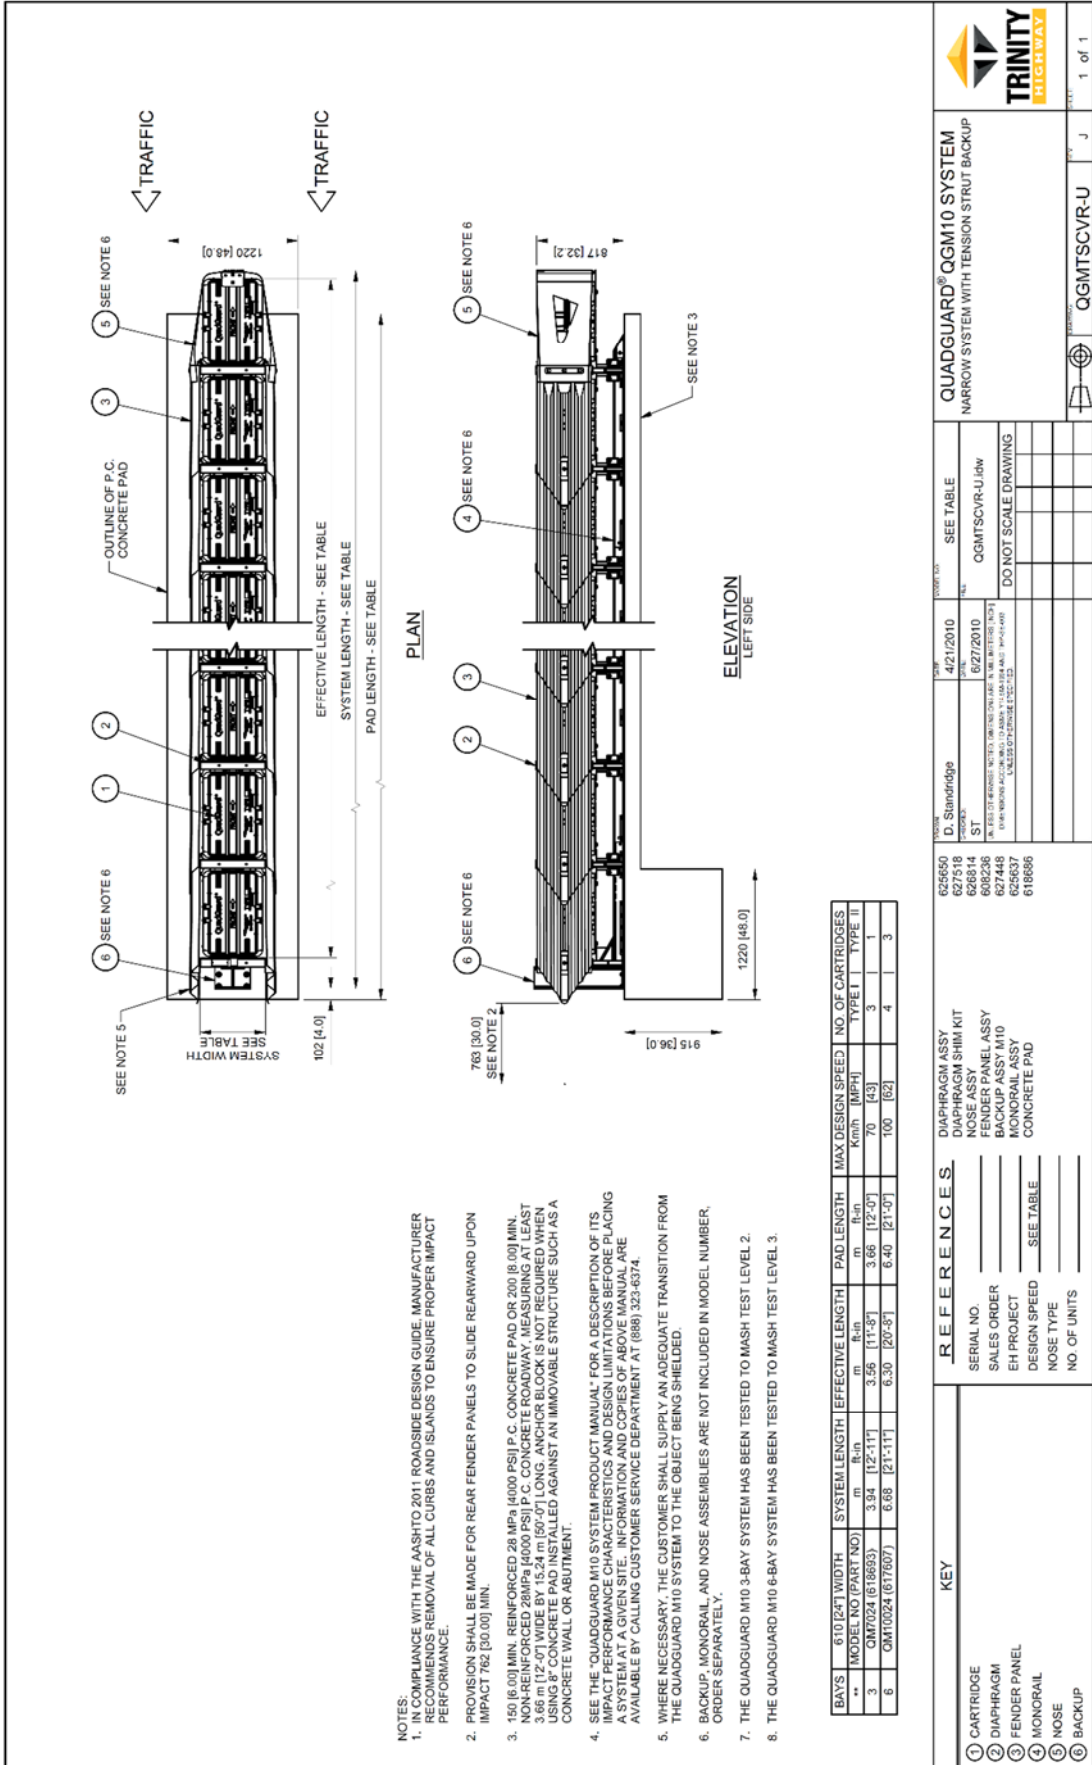 TRAFFIC
TRAFFIC
OUTLINE OF P.C.
CONCRETE PAD
SEE NOTE 5
6 SEE NOTE 6
1
2
3
5 SEE NOTE 6
1220 [48.0]
SYSTEM WIDTH
SEE TABLE
102 [4.0]
EFFECTIVE LENGTH - SEE TABLE
SYSTEM LENGTH - SEE TABLE
PAD LENGTH - SEE TABLE
PLAN
763 [30.0]
SEE NOTE 2
6 SEE NOTE 6
2
3
4 SEE NOTE 6
5 SEE NOTE 6
817 [32.2]
SEE NOTE 3
915 [36.0]
1220 [48.0]
ELEVATION
LEFT SIDE
NOTES:
1. IN COMPLIANCE WITH THE AASHTO 2011 ROADSIDE DESIGN GUIDE, MANUFACTURER
RECOMMENDS REMOVAL OF ALL CURBS AND ISLANDS TO ENSURE PROPER IMPACT
PERFORMANCE.
2. PROVISION SHALL BE MADE FOR REAR FENDER PANELS TO SLIDE REARWARD UPON
IMPACT 762 [30.00] MIN.
3. 150 [6.00] MIN. REINFORCED 28 MPa [4000 PSI] P.C. CONCRETE PAD OR 200 [8.00] MIN.
NON-REINFORCED 28MPa [4000 PSI] P.C. CONCRETE ROADWAY, MEASURING AT LEAST
3.66 m [12'-0"] WIDE BY 15.24 m [50'-0"] LONG. ANCHOR BLOCK IS NOT REQUIRED WHEN
USING 8" CONCRETE PAD INSTALLED AGAINST AN IMMOVABLE STRUCTURE SUCH AS A
CONCRETE WALL OR ABUTMENT.
4. SEE THE "QUADGUARD M10 SYSTEM PRODUCT MANUAL" FOR A DESCRIPTION OF ITS
IMPACT PERFORMANCE CHARACTERISTICS AND DESIGN LIMITATIONS BEFORE PLACING
A SYSTEM AT A GIVEN SITE. INFORMATION AND COPIES OF ABOVE MANUAL ARE
AVAILABLE BY CALLING CUSTOMER SERVICE DEPARTMENT AT (888) 323-6374.
5. WHERE NECESSARY, THE CUSTOMER SHALL SUPPLY AN ADEQUATE TRANSITION FROM
THE QUADGUARD M10 SYSTEM TO THE OBJECT BEING SHIELDED.
6. BACKUP, MONORAIL, AND NOSE ASSEMBLIES ARE NOT INCLUDED IN MODEL NUMBER,
ORDER SEPARATELY.
7. THE QUADGUARD M10 3-BAY SYSTEM HAS BEEN TESTED TO MASH TEST LEVEL 2.
8. THE QUADGUARD M10 6-BAY SYSTEM HAS BEEN TESTED TO MASH TEST LEVEL 3.
BAYS 610 [24"] WIDTH SYSTEM LENGTH EFFECTIVE LENGTH PAD LENGTH MAX DESIGN SPEED NO. OF CARTRIDGES
** MODEL NO (PART NO) m ft-in m ft-in m ft-in Km/h [MPH] TYPE I TYPE II
3 QM7024 (618693) 3.94 [12'-11"] 3.56 [11'-8"] 3.66 [12'-0"] 70 [43] 3 1
6 QM10024 (617607) 6.68 [21'-11"] 6.30 [20'-8"] 6.40 [21'-0"] 100 [62] 4 3
KEY
1 CARTRIDGE
2 DIAPHRAGM
3 FENDER PANEL
4 MONORAIL
5 NOSE
6 BACKUP
REFERENCES
SERIAL NO.
SALES ORDER
EH PROJECT
DESIGN SPEED SEE TABLE
NOSE TYPE
NO. OF UNITS
DIAPHRAGM ASSY 625650
DIAPHRAGM SHIM KIT 627518
NOSE ASSY 626814
FENDER PANEL ASSY 608236
BACKUP ASSY M10 627448
MONORAIL ASSY 625637
CONCRETE PAD 618686
D. Standridge 4/21/2010
ST 6/27/2010
SEE TABLE
QGMTSCVR-U.idw
DO NOT SCALE DRAWING
QUADGUARD® QGM10 SYSTEM
NARROW SYSTEM WITH TENSION STRUT BACKUP
QGMTSCVR-U
J
1 of 1
TRINITY
HIGHWAY